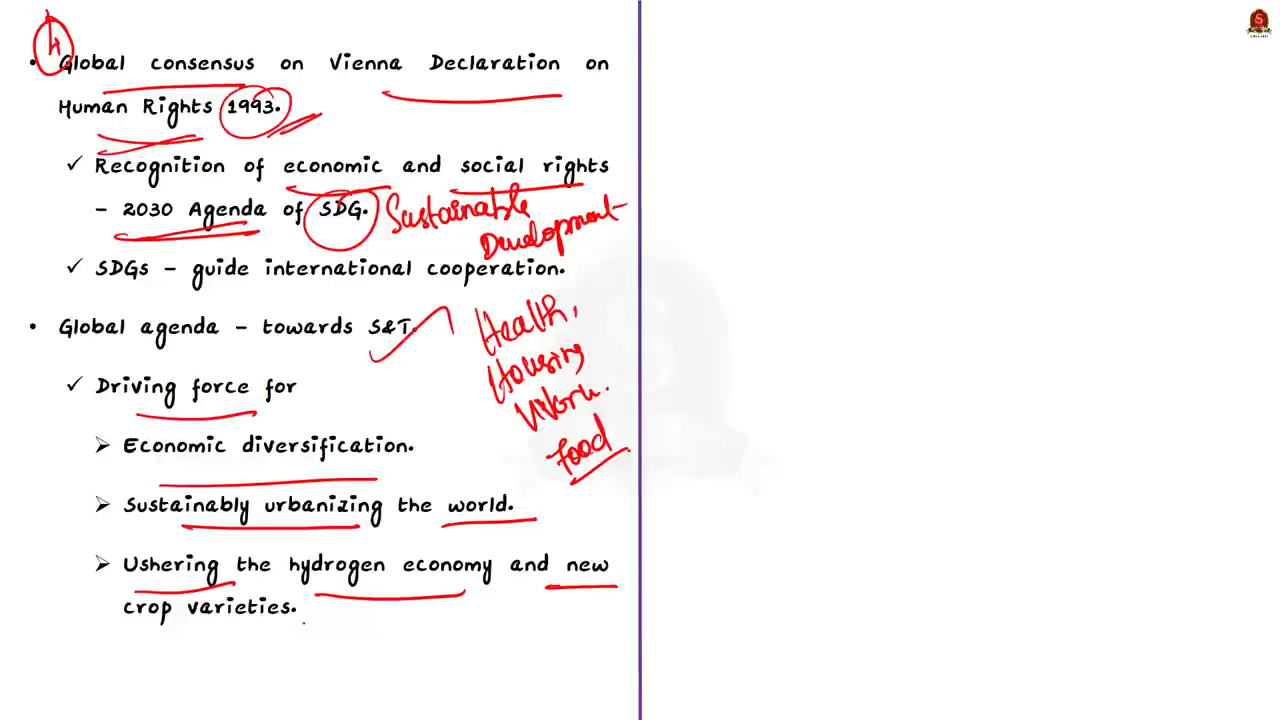 4
• Global consensus on Vienna Declaration on
Human Rights 1993.
✓ Recognition of economic and social rights
– 2030 Agenda of SDG. Sustainable
Development
✓ SDGs – guide international cooperation.
• Global agenda – towards S&T.
Health,
Housing
Work.
Food
✓ Driving force for
➢ Economic diversification.
➢ Sustainably urbanizing the world.
➢ Ushering the hydrogen economy and new
crop varieties.
S